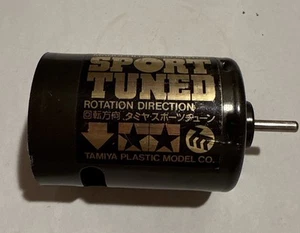 SPORT
TUNED
ROTATION DIRECTION
回転方向 タミヤ・スポーツチューン
TAMIYA PLASTIC MODEL CO.